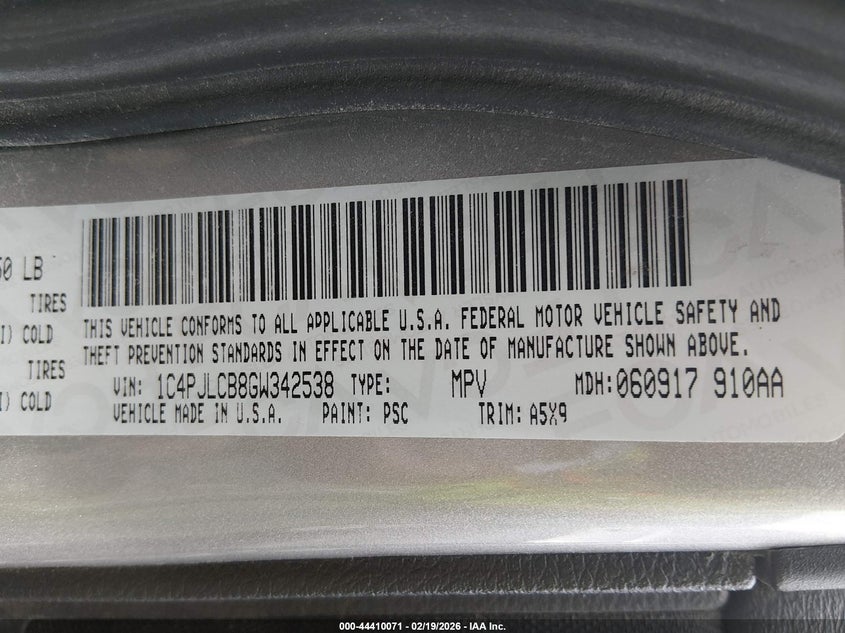 50 LB
TIRES
I) COLD
TIRES
I) COLD
THIS VEHICLE CONFORMS TO ALL APPLICABLE U.S.A. FEDERAL MOTOR VEHICLE SAFETY AND
THEFT PREVENTION STANDARDS IN EFFECT ON THE DATE OF MANUFACTURE SHOWN ABOVE.
VIN: 1C4PJLCB8GW342538 TYPE: MPV MDH: 060917 910AA
VEHICLE MADE IN U.S.A. PAINT: PSC TRIM: A5X9
000-44410071 - 02/19/2026 - IAA Inc.